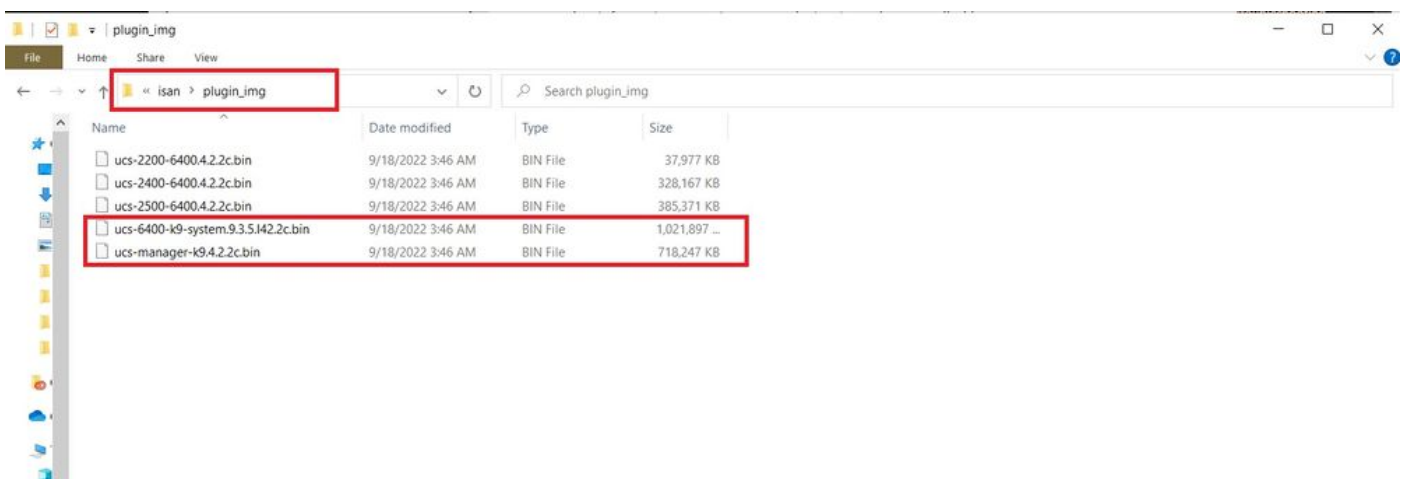 plugin_img
File Home Share View
« isan > plugin_img
Search plugin_img
Name Date modified Type Size
ucs-2200-6400.4.2.2c.bin 9/18/2022 3:46 AM BIN File 37,977 KB
ucs-2400-6400.4.2.2c.bin 9/18/2022 3:46 AM BIN File 328,167 KB
ucs-2500-6400.4.2.2c.bin 9/18/2022 3:46 AM BIN File 385,371 KB
ucs-6400-k9-system.9.3.5.I42.2c.bin 9/18/2022 3:46 AM BIN File 1,021,897 ...
ucs-manager-k9.4.2.2c.bin 9/18/2022 3:46 AM BIN File 718,247 KB